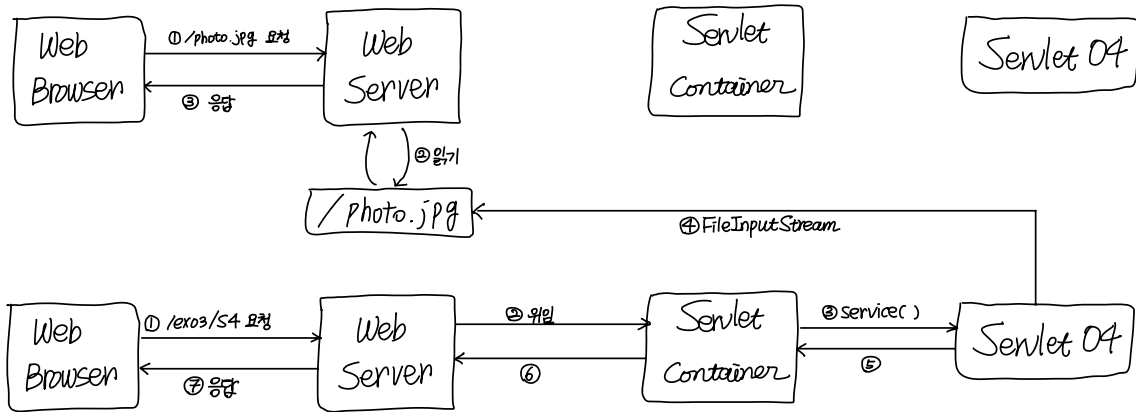 Web
Browser
① /photo.jpg 요청
③ 응답
Web
Server
Servlet
Container
Servlet 04
② 읽기
/photo.jpg
④ FileInputStream
Web
Browser
① /ex03/s4 요청
⑦ 응답
Web
Server
② 위임
⑥
Servlet
Container
③ service()
⑤
Servlet 04